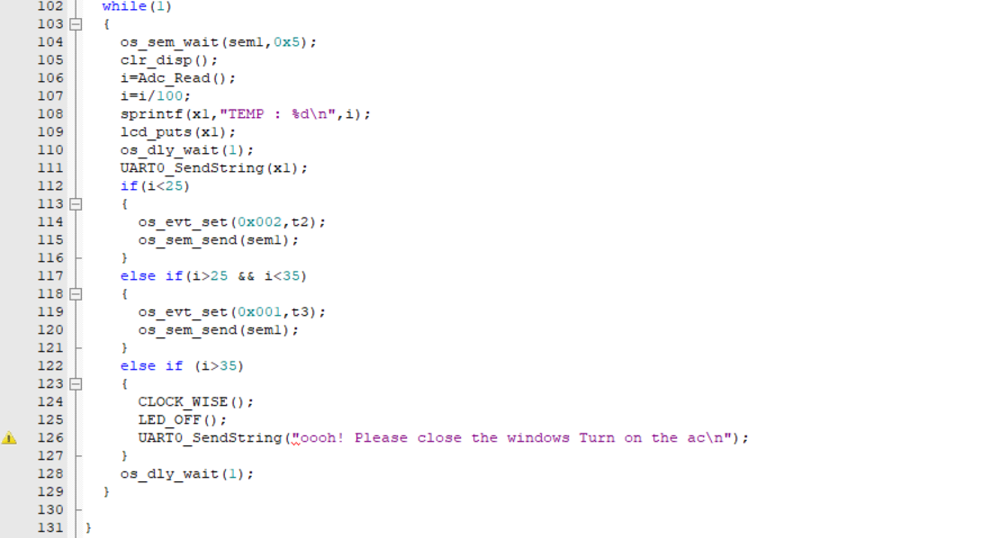 102 while(1)
103 {
104 os_sem_wait(sem1,0x5);
105 clr_disp();
106 i=Adc_Read();
107 i=i/100;
108 sprintf(x1,"TEMP : %d\n",i);
109 lcd_puts(x1);
110 os_dly_wait(1);
111 UART0_SendString(x1);
112 if(i<25)
113 {
114 os_evt_set(0x002,t2);
115 os_sem_send(sem1);
116 }
117 else if(i>25 && i<35)
118 {
119 os_evt_set(0x001,t3);
120 os_sem_send(sem1);
121 }
122 else if (i>35)
123 {
124 CLOCK_WISE();
125 LED_OFF();
126 UART0_SendString("oooh! Please close the windows Turn on the ac\n");
127 }
128 os_dly_wait(1);
129 }
130
131 }